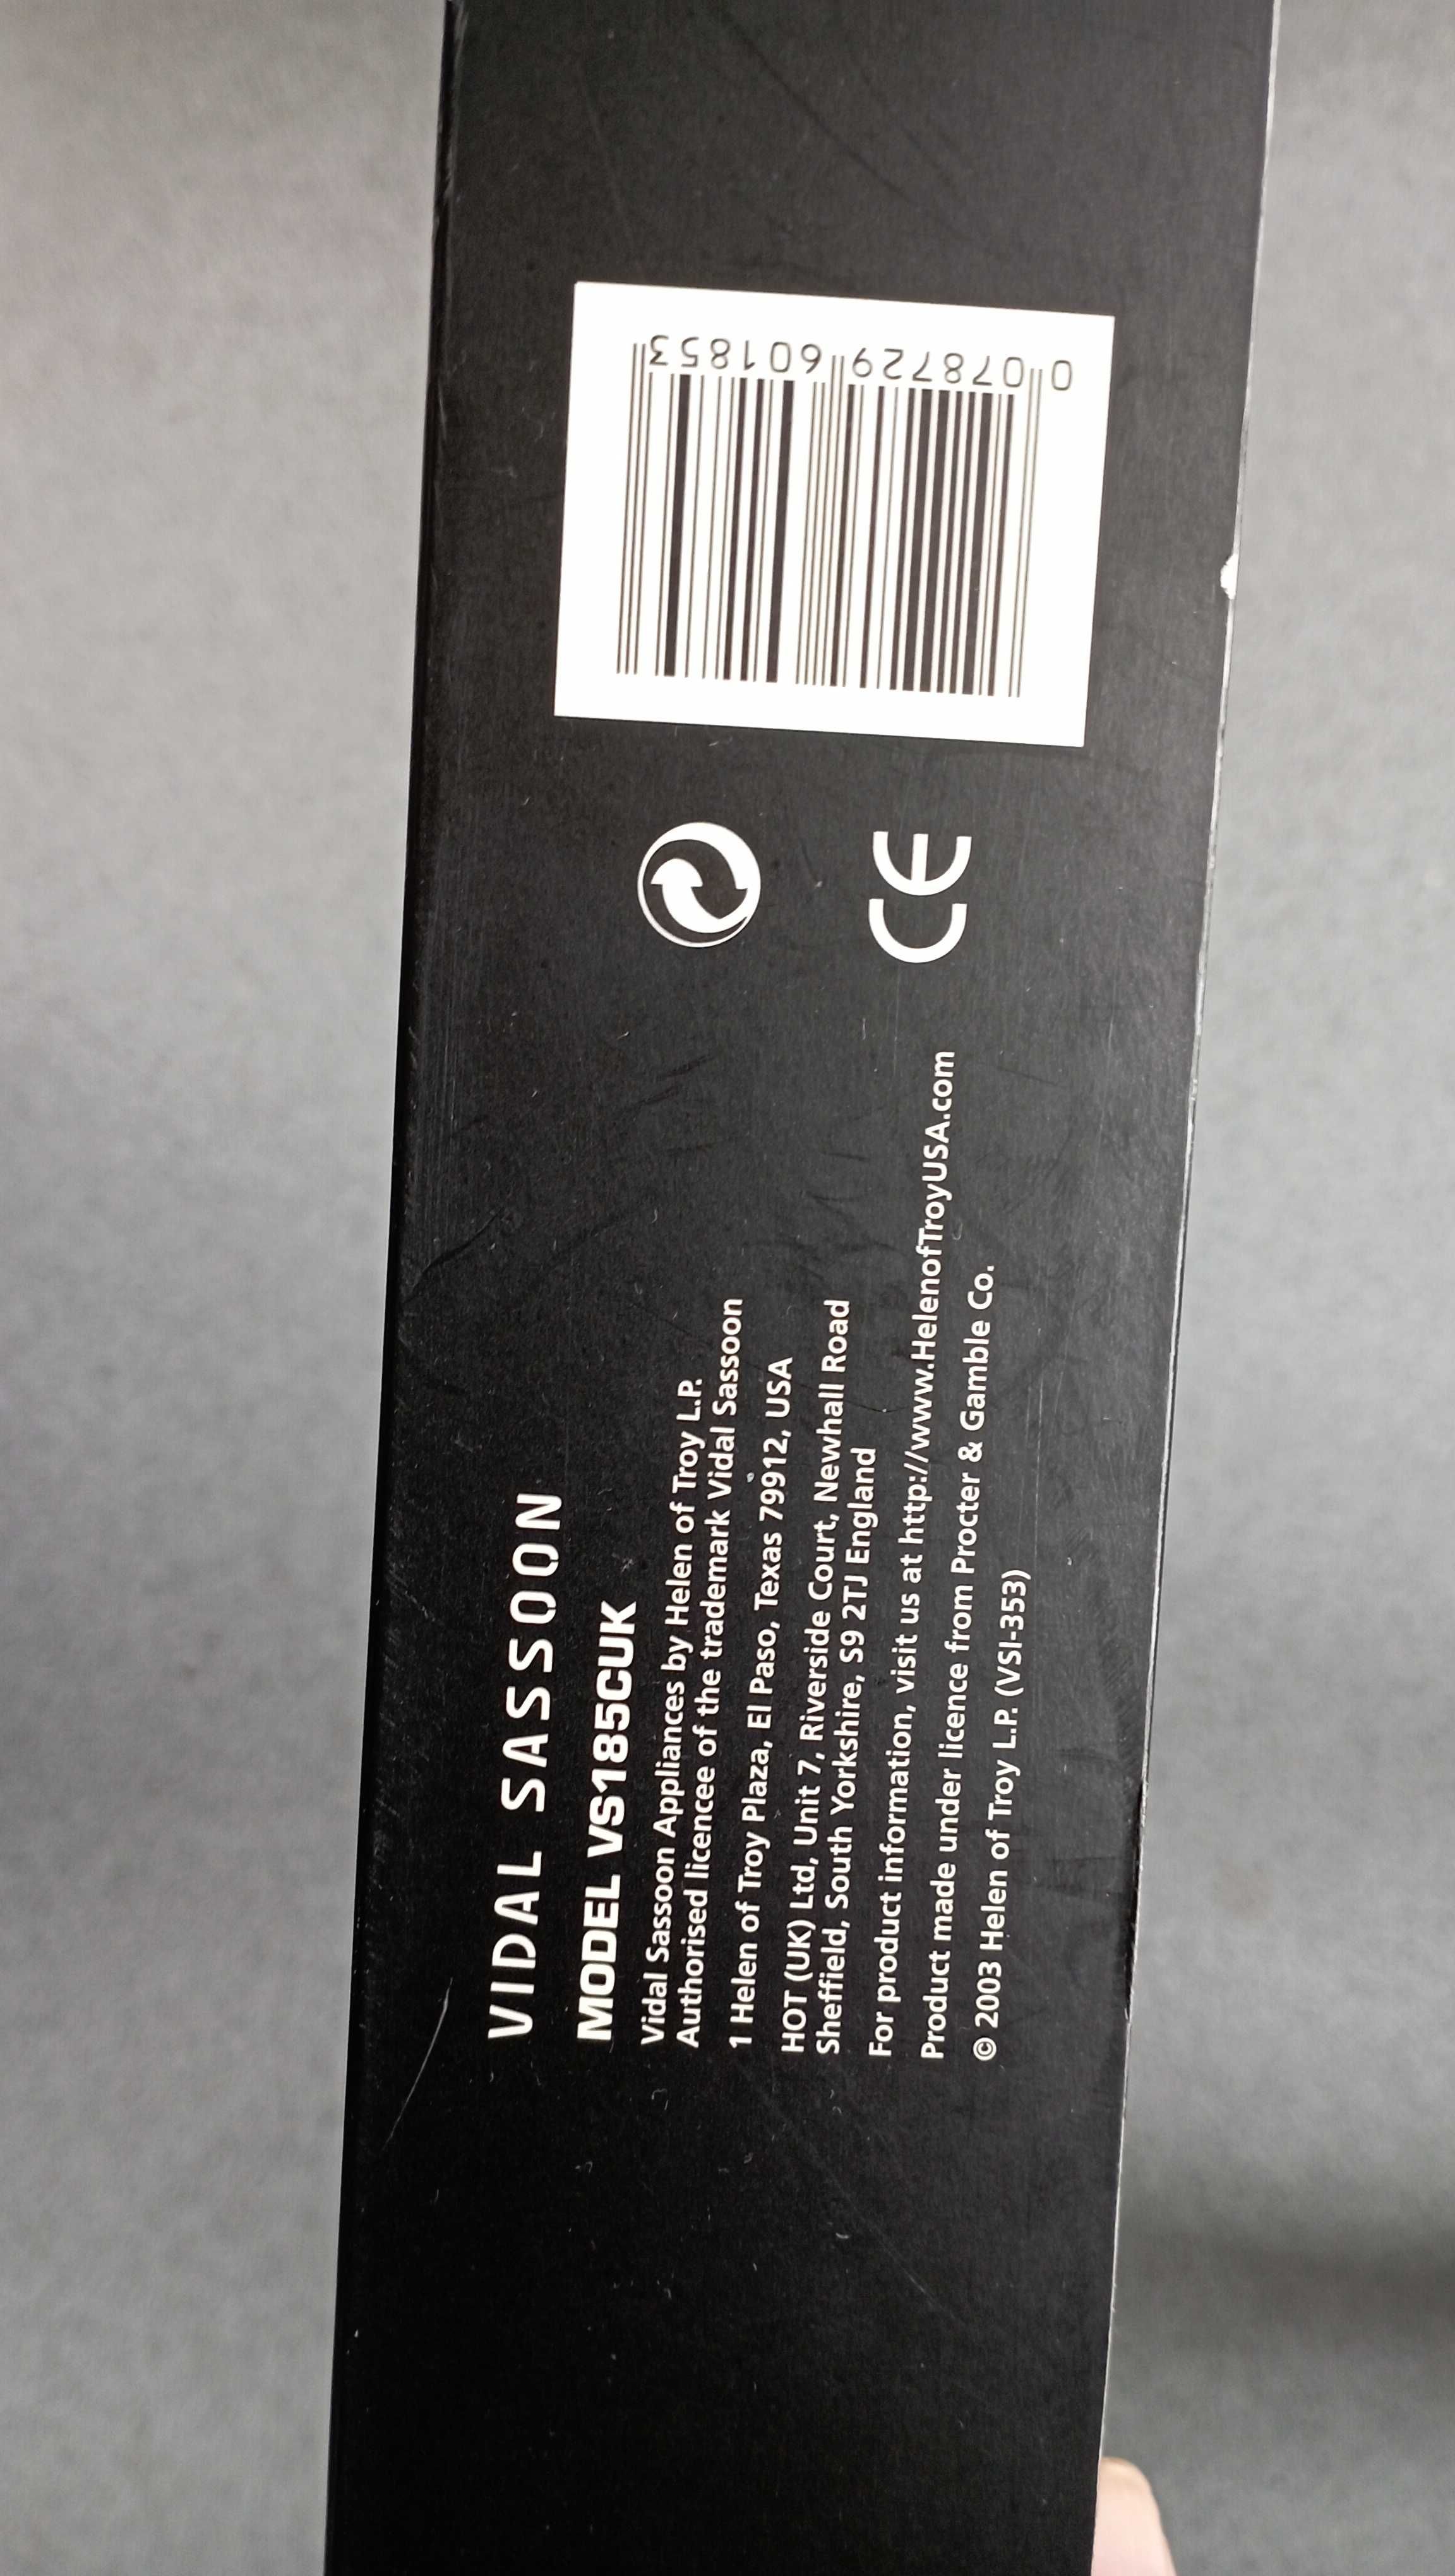 VIDAL SASSOON
MODEL VS185CUK
Vidal Sassoon Appliances by Helen of Troy L.P.
Authorised licencee of the trademark Vidal Sassoon
1 Helen of Troy Plaza, El Paso, Texas 79912, USA
HOT (UK) Ltd, Unit 7, Riverside Court, Newhall Road
Sheffield, South Yorkshire, S9 2TJ England
For product information, visit us at http://www.HelenofTroyUSA.com
Product made under licence from Procter & Gamble Co.
© 2003 Helen of Troy L.P. (VSI-353)
CE
0 078729 601853